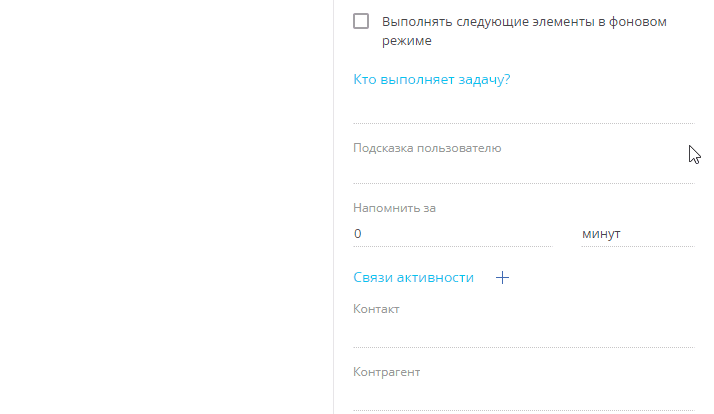 Выполнять следующие элементы в фоновом
режиме
Кто выполняет задачу?
Подсказка пользователю
Напомнить за
0 минут
Связи активности +
Контакт
Контрагент